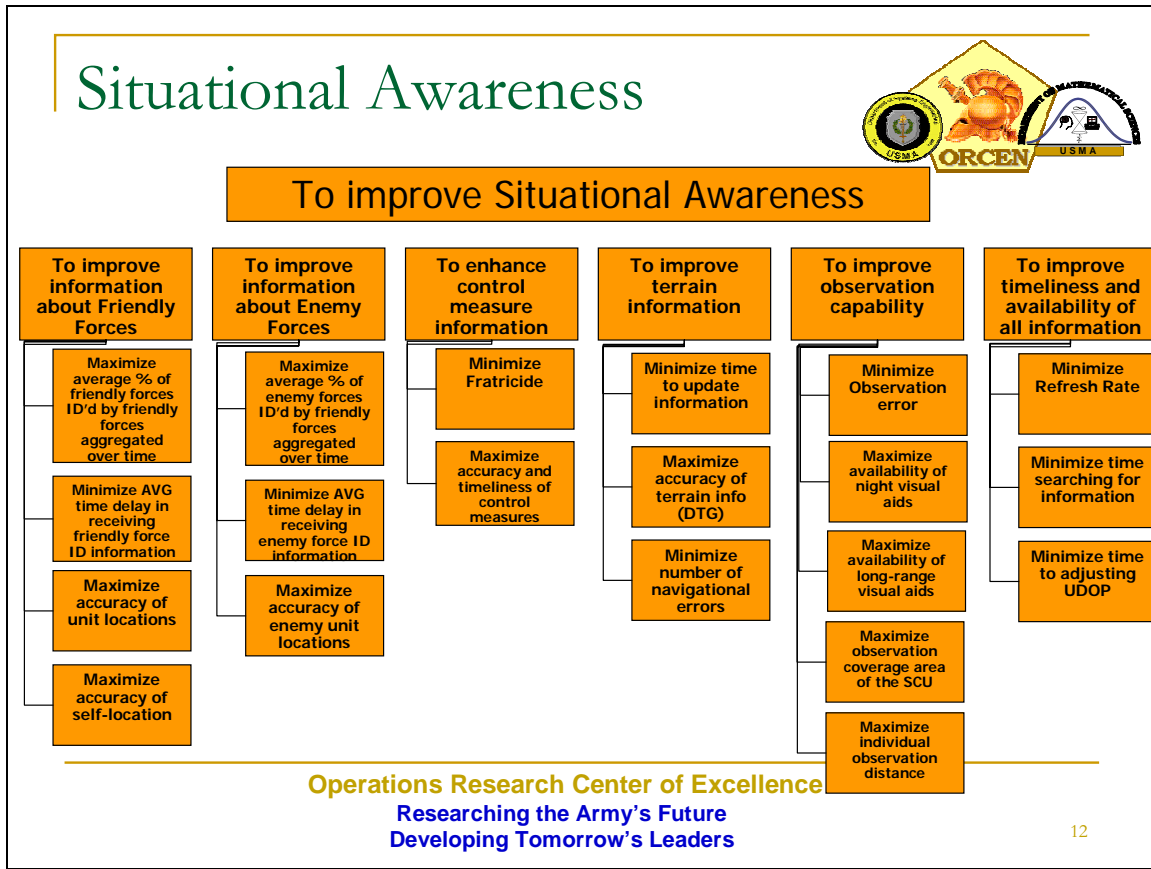 Situational Awareness
USMA
ORCEN
DEPARTMENT OF MATHEMATICAL SCIENCES
USMA
To improve Situational Awareness
To improve
information
about Friendly
Forces
Maximize
average % of
friendly forces
ID'd by friendly
forces
aggregated
over time
Minimize AVG
time delay in
receiving
friendly force
ID information
Maximize
accuracy of
unit locations
Maximize
accuracy of
self-location
To improve
information
about Enemy
Forces
Maximize
average % of
enemy forces
ID'd by friendly
forces
aggregated
over time
Minimize AVG
time delay in
receiving
enemy force ID
information
Maximize
accuracy of
enemy unit
locations
To enhance
control
measure
information
Minimize
Fratricide
Maximize
accuracy and
timeliness of
control
measures
To improve
terrain
information
Minimize time
to update
information
Maximize
accuracy of
terrain info
(DTG)
Minimize
number of
navigational
errors
To improve
observation
capability
Minimize
Observation
error
Maximize
availability of
night visual
aids
Maximize
availability of
long-range
visual aids
Maximize
observation
coverage area
of the SCU
Maximize
individual
observation
distance
To improve
timeliness and
availability of
all information
Minimize
Refresh Rate
Minimize time
searching for
information
Minimize time
to adjusting
UDOP
Operations Research Center of Excellence
Researching the Army's Future
Developing Tomorrow's Leaders
12